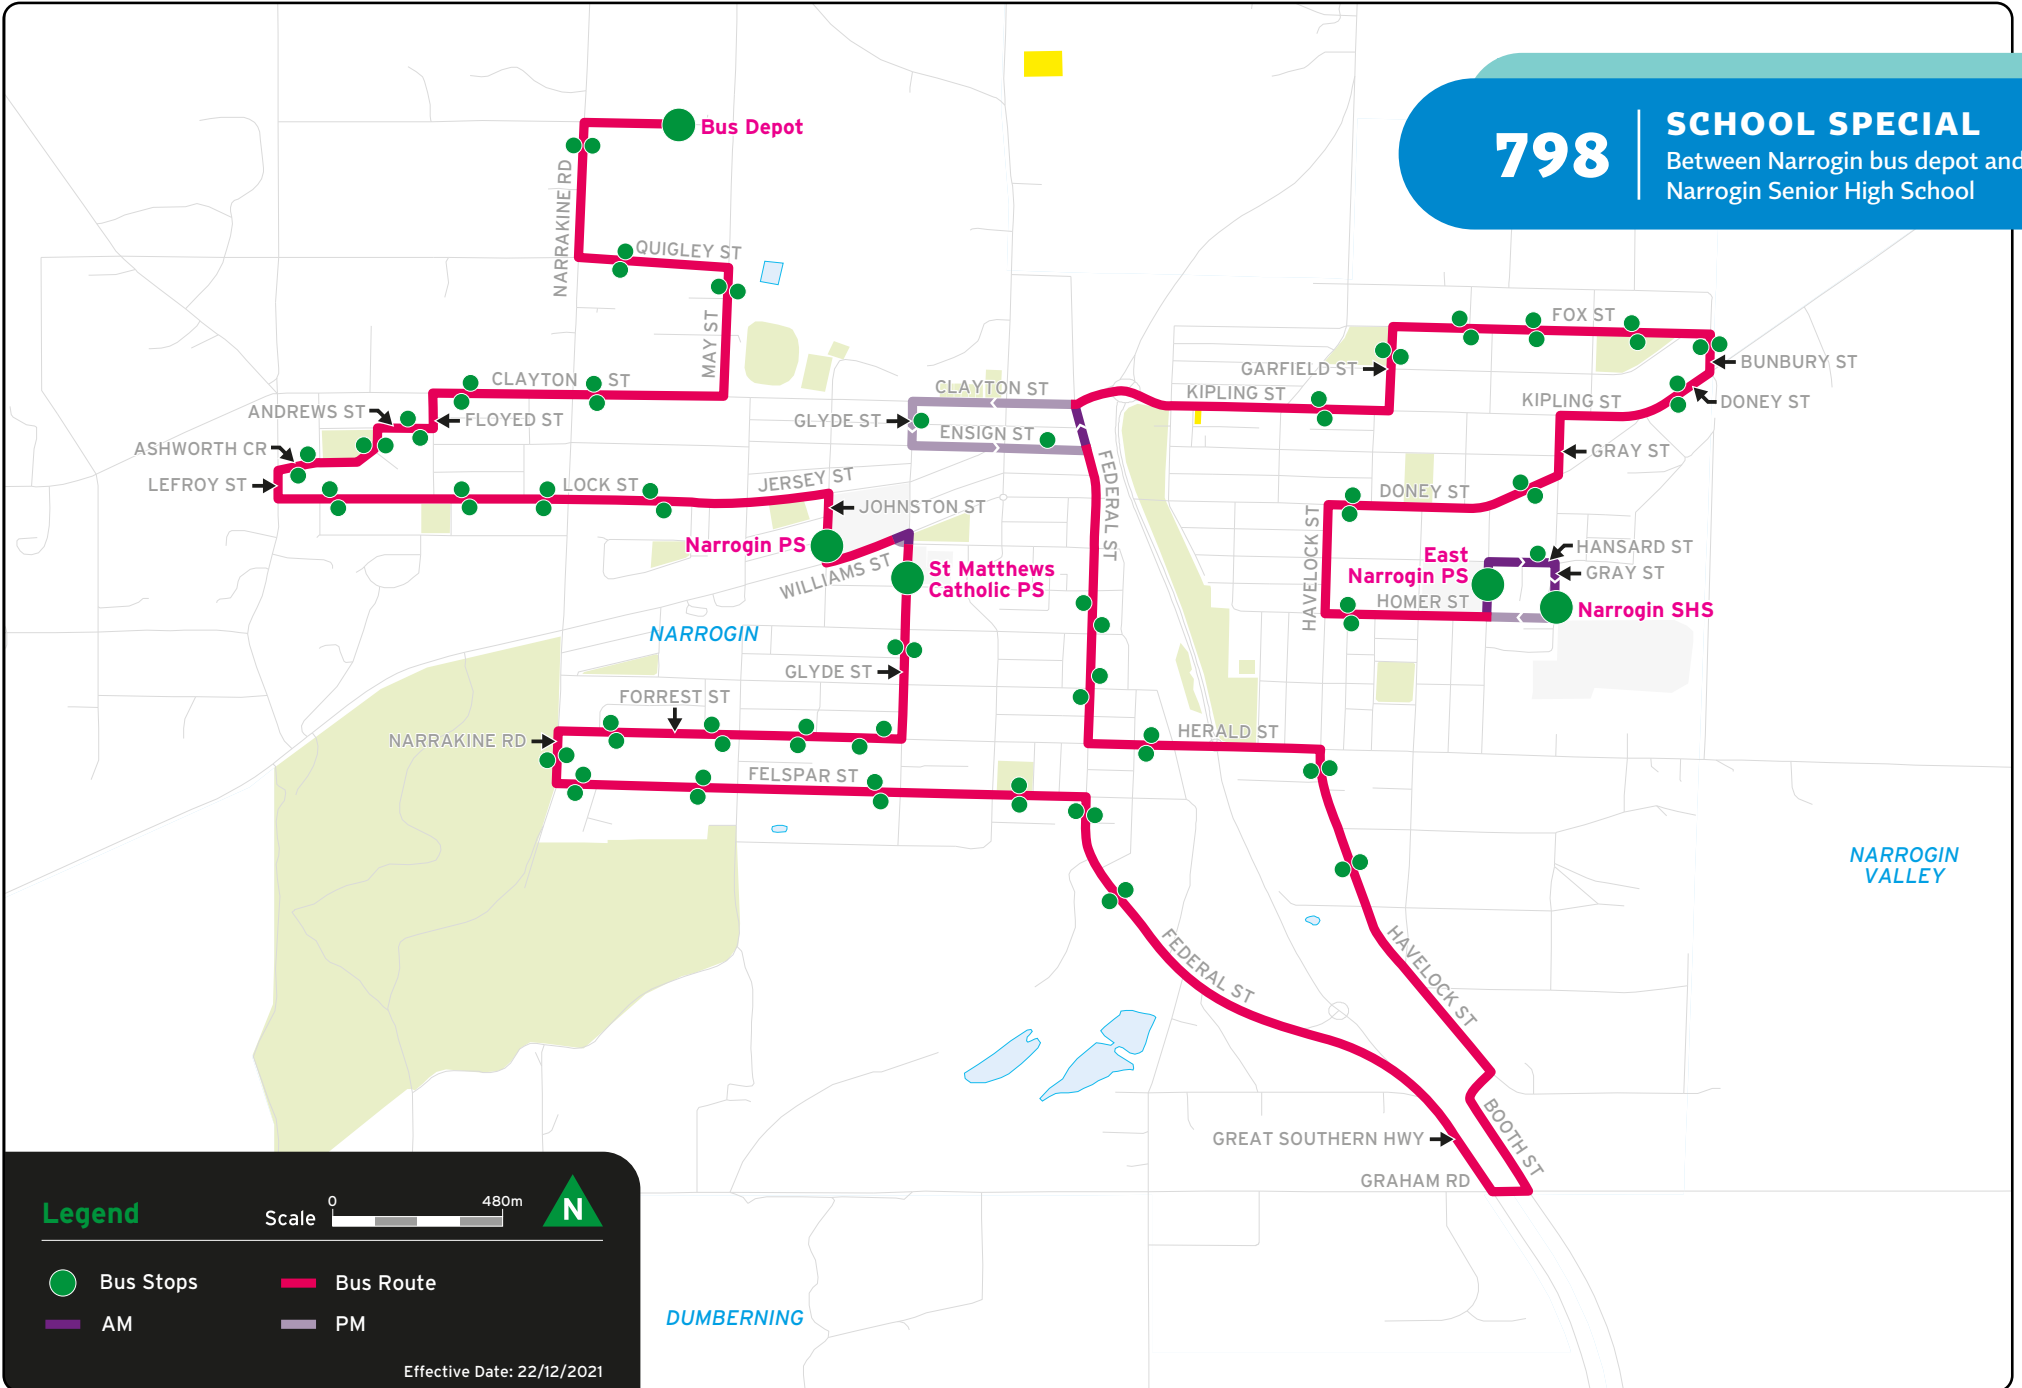 798
SCHOOL SPECIAL
Between Narrogin bus depot and
Narrogin Senior High School
Bus Depot
NARRAKINE RD
QUIGLEY ST
MAY ST
CLAYTON ST
ANDREWS ST
FLOYED ST
ASHWORTH CR
LEFROY ST
LOCK ST
JERSEY ST
JOHNSTON ST
Narrogin PS
WILLIAMS ST
St Matthews
Catholic PS
CLAYTON ST
GLYDE ST
ENSIGN ST
FEDERAL ST
KIPLING ST
GARFIELD ST
FOX ST
BUNBURY ST
DONEY ST
KIPLING ST
GRAY ST
DONEY ST
HAVELOCK ST
East
Narrogin PS
HANSARD ST
GRAY ST
HOMER ST
Narrogin SHS
NARROGIN
GLYDE ST
FORREST ST
NARRAKINE RD
FELSPAR ST
HERALD ST
NARROGIN
VALLEY
FEDERAL ST
HAVELOCK ST
BOOTH ST
GREAT SOUTHERN HWY
GRAHAM RD
DUMBERNING
Legend
Scale
0
480m
N
Bus Stops
Bus Route
AM
PM
Effective Date: 22/12/2021